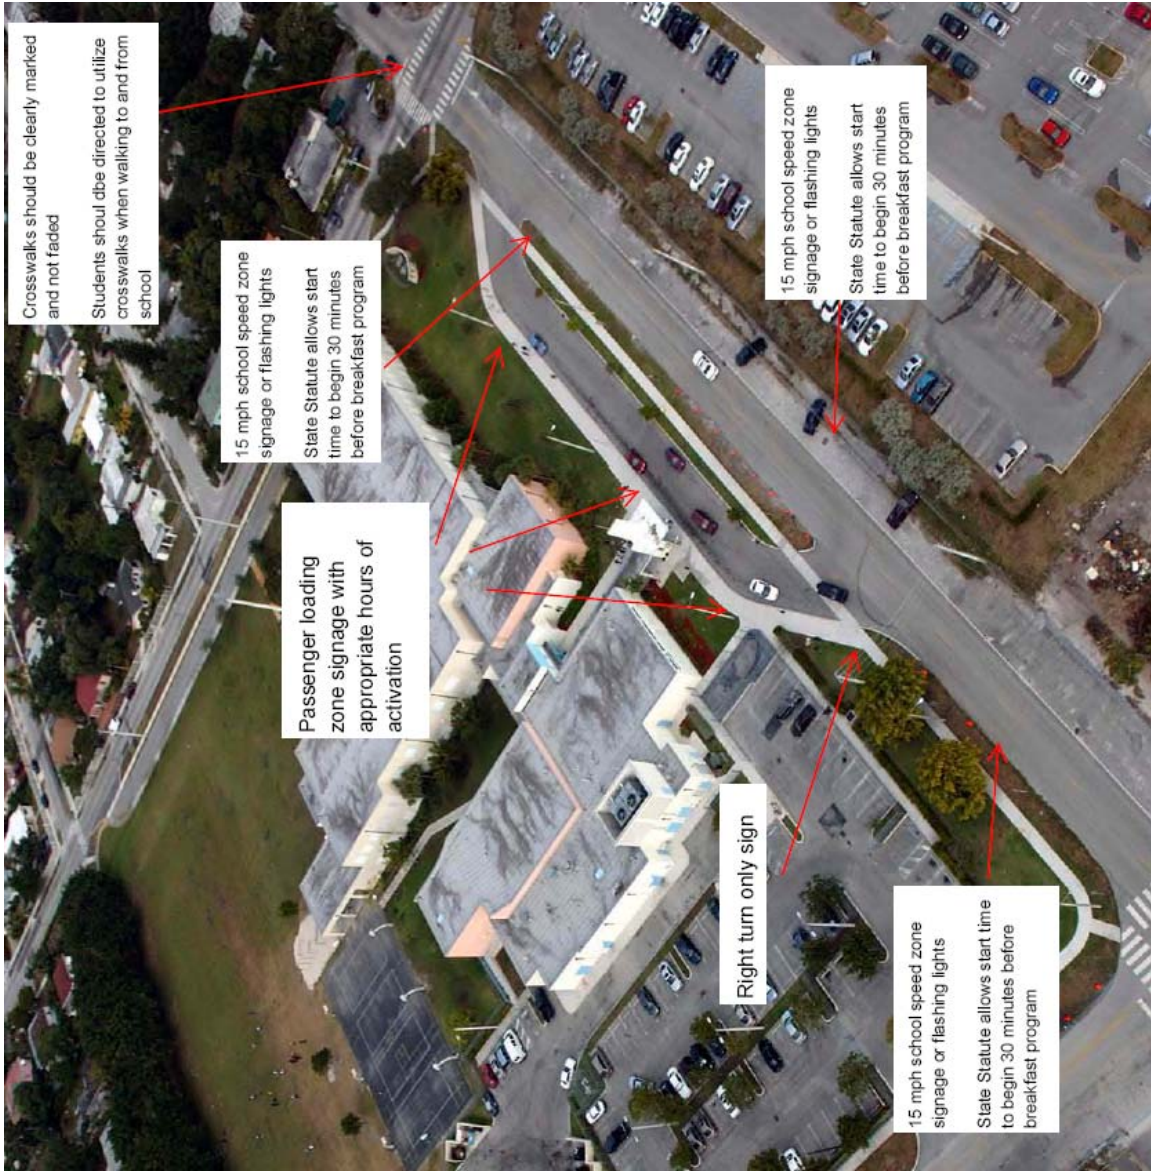 Crosswalks should be clearly marked
and not faded
Students shoul dbe directed to utilize
crosswalks when walking to and from
school
15 mph school speed zone
signage or flashing lights
State Statute allows start
time to begin 30 minutes
before breakfast program
15 mph school speed zone
signage or flashing lights
State Statute allows start
time to begin 30 minutes
before breakfast program
Passenger loading
zone signage with
appropriate hours of
activation
Right turn only sign
15 mph school speed zone
signage or flashing lights
State Statute allows start time
to begin 30 minutes before
breakfast program